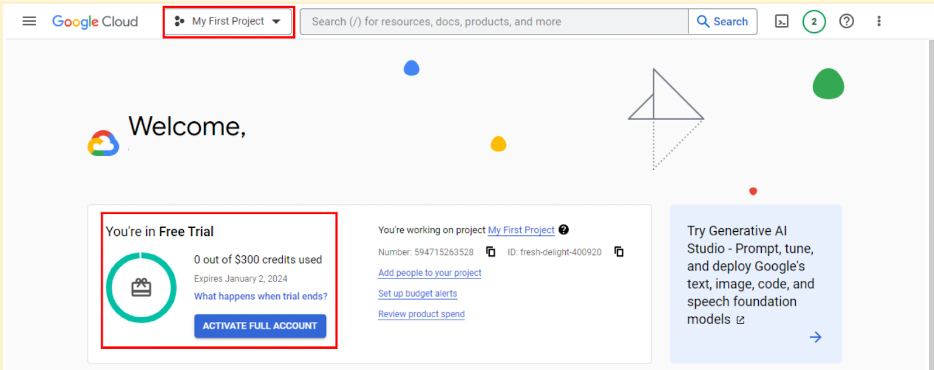 Google Cloud
My First Project
Search (/) for resources, docs, products, and more
Search
2
Welcome,
You're in Free Trial
0 out of $300 credits used
Expires January 2, 2024
What happens when trial ends?
ACTIVATE FULL ACCOUNT
You're working on project My First Project
Number: 594715263528 ID: fresh-delight-400920
Add people to your project
Set up budget alerts
Review product spend
Try Generative AI
Studio - Prompt, tune,
and deploy Google's
text, image, code, and
speech foundation
models